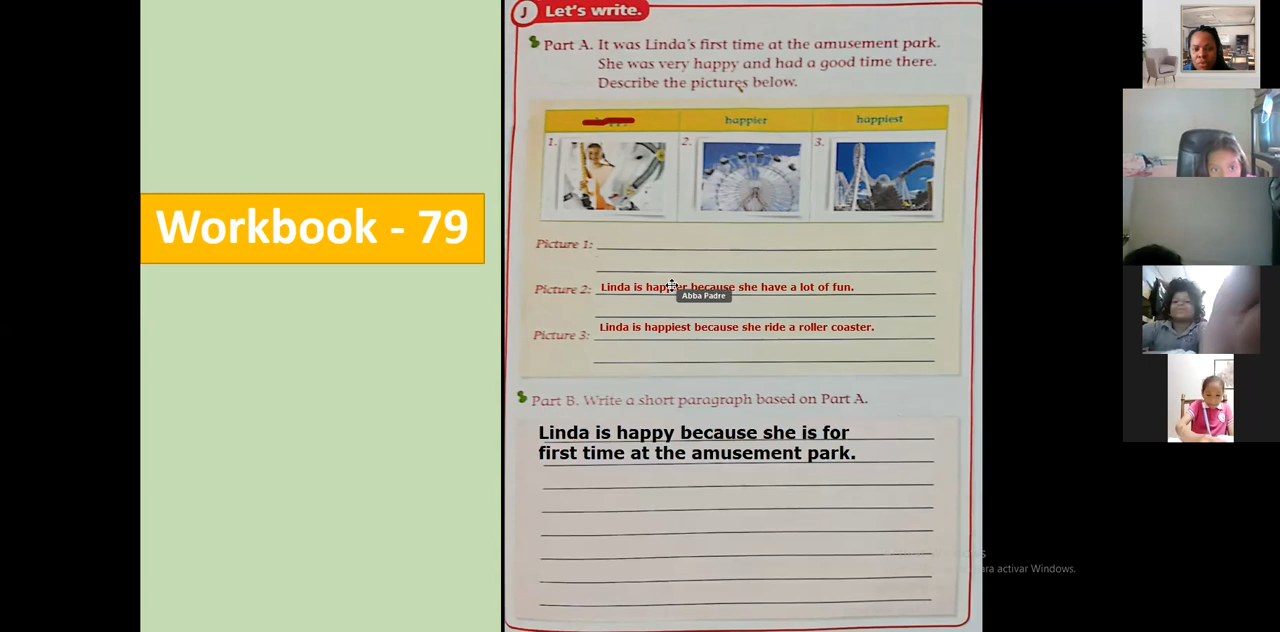 J Let's write.
Part A. It was Linda's first time at the amusement park.
She was very happy and had a good time there.
Describe the pictures below.
happier happiest
1. 2. 3.
Workbook - 79
Picture 1:
Picture 2: Linda is happier because she have a lot of fun.
Abba Padre
Linda is happiest because she ride a roller coaster.
Picture 3:
Part B. Write a short paragraph based on Part A.
Linda is happy because she is for
first time at the amusement park.
para activar Windows.